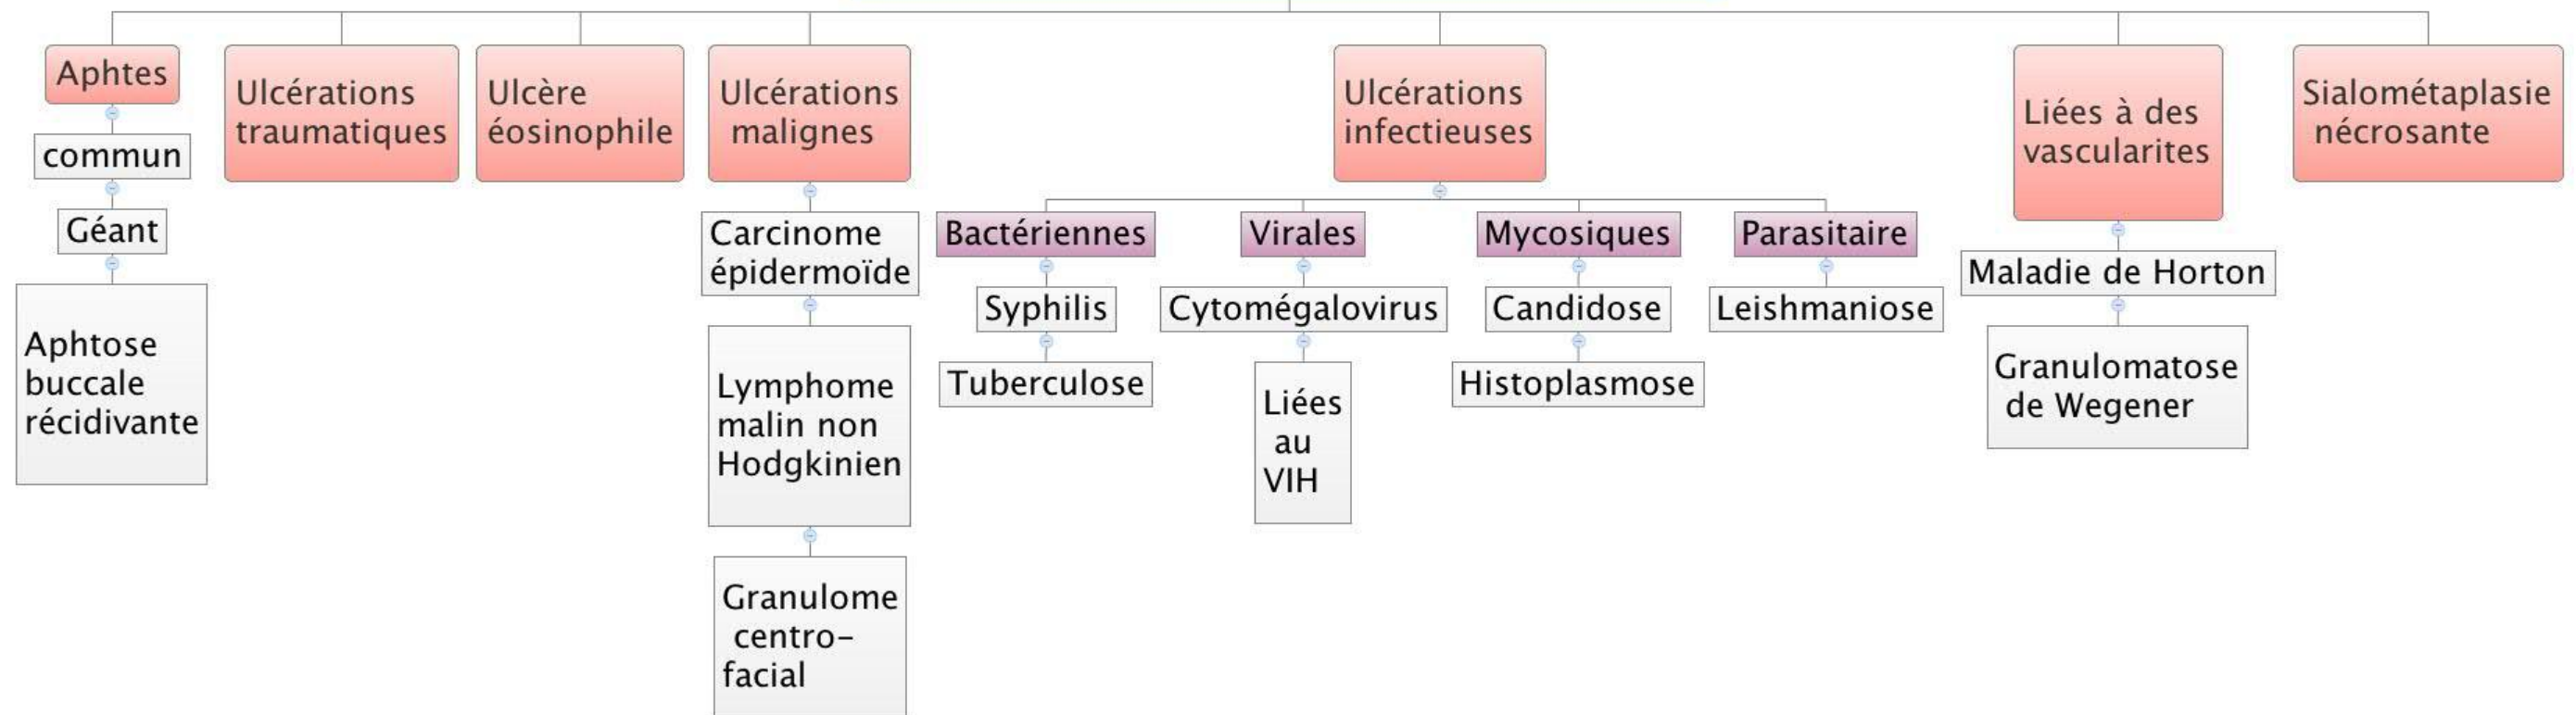 Aphtes
commun
Géant
Aphtose
buccale
récidivante
Ulcérations
traumatiques
Ulcère
éosinophile
Ulcérations
malignes
Carcinome
épidermoïde
Lymphome
malin non
Hodgkinien
Granulome
centro-
facial
Ulcérations
infectieuses
Bactériennes
Syphilis
Tuberculose
Virales
Cytomégalovirus
Liées
au
VIH
Mycosiques
Candidose
Histoplasmose
Parasitaire
Leishmaniose
Liées à des
vascularites
Maladie de Horton
Granulomatose
de Wegener
Sialométaplasie
nécrosante